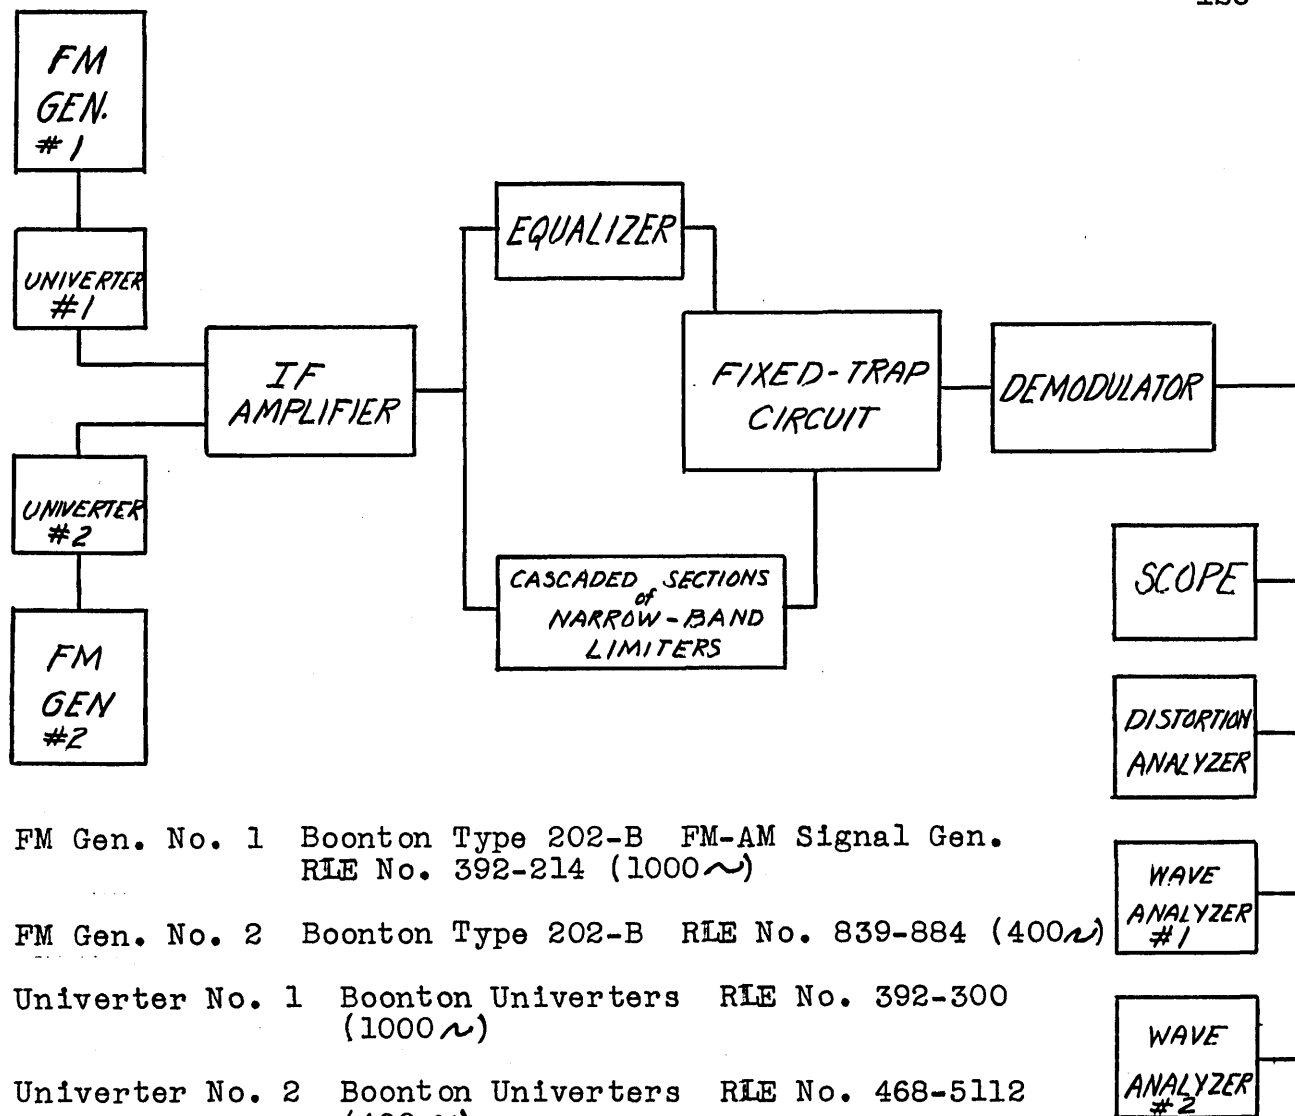 FM
GEN.
#1
UNIVERTER
#1
IF
AMPLIFIER
UNIVERTER
#2
FM
GEN
#2
EQUALIZER
CASCADED SECTIONS
of
NARROW-BAND
LIMITERS
FIXED-TRAP
CIRCUIT
DEMODULATOR
SCOPE
DISTORTION
ANALYZER
WAVE
ANALYZER
#1
WAVE
ANALYZER
#2
FM Gen. No. 1 Boonton Type 202-B FM-AM Signal Gen.
RLE No. 392-214 (1000~)
FM Gen. No. 2 Boonton Type 202-B RLE No. 839-884 (400~)
Univerter No. 1 Boonton Univerters RLE No. 392-300
(1000~)
Univerter No. 2 Boonton Univerters RLE No. 468-5112